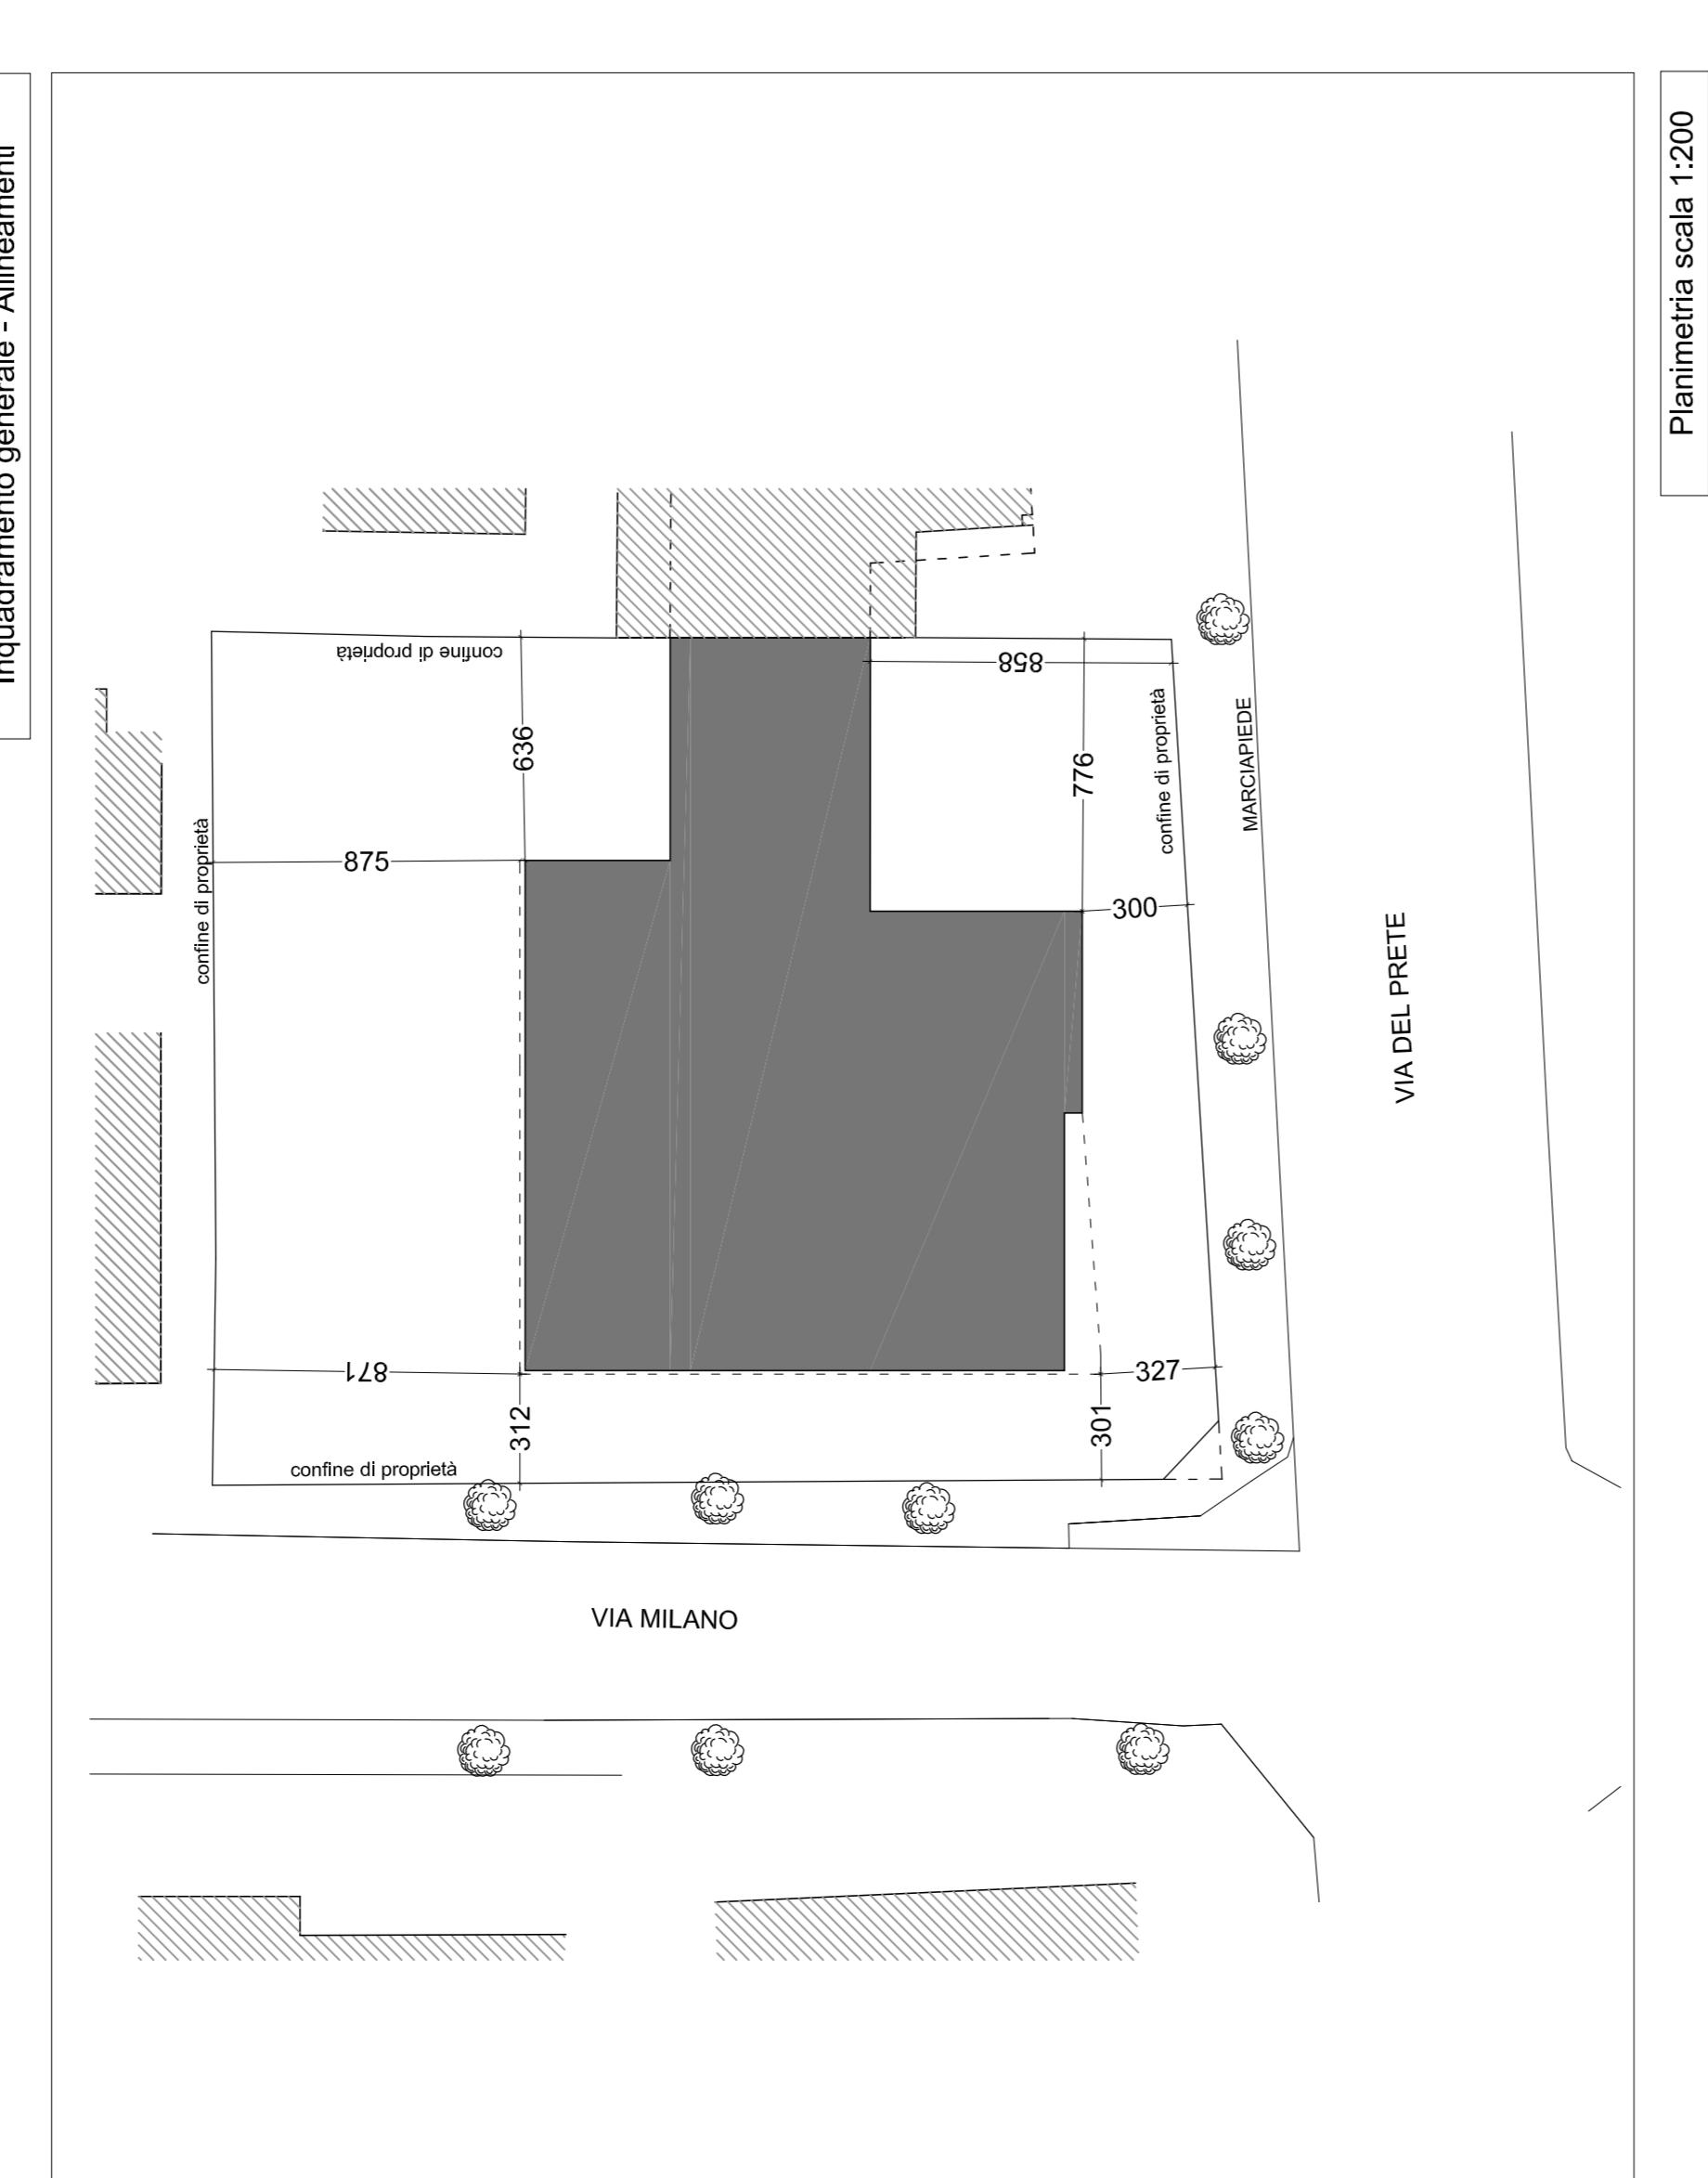 Inquadramento generale - Allineamenti
Planimetria scala 1:200
confine di proprietà
858
636
776
confine di proprietà
MARCIAPIEDE
875
confine di proprietà
300
VIA DEL PRETE
871
327
312
301
confine di proprietà
VIA MILANO